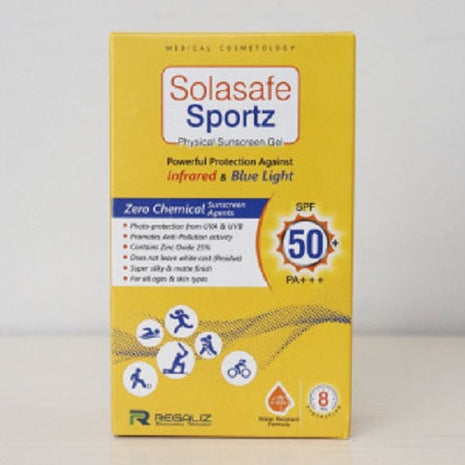 MEDICAL COSMETOLOGY
Solasafe
Sportz
Physical Sunscreen Gel
Powerful Protection Against
Infrared & Blue Light
Zero Chemical Sunscreen Agents
• Photo-protection from UVA & UVB
• Promotes Anti-Pollution activity
• Contains Zinc Oxide 25%
• Does not leave white cast (Residue)
• Super silky & matte finish
• For all ages & skin types
SPF
50+
PA+++
REGALIZ
Water Resistant
Formula
8